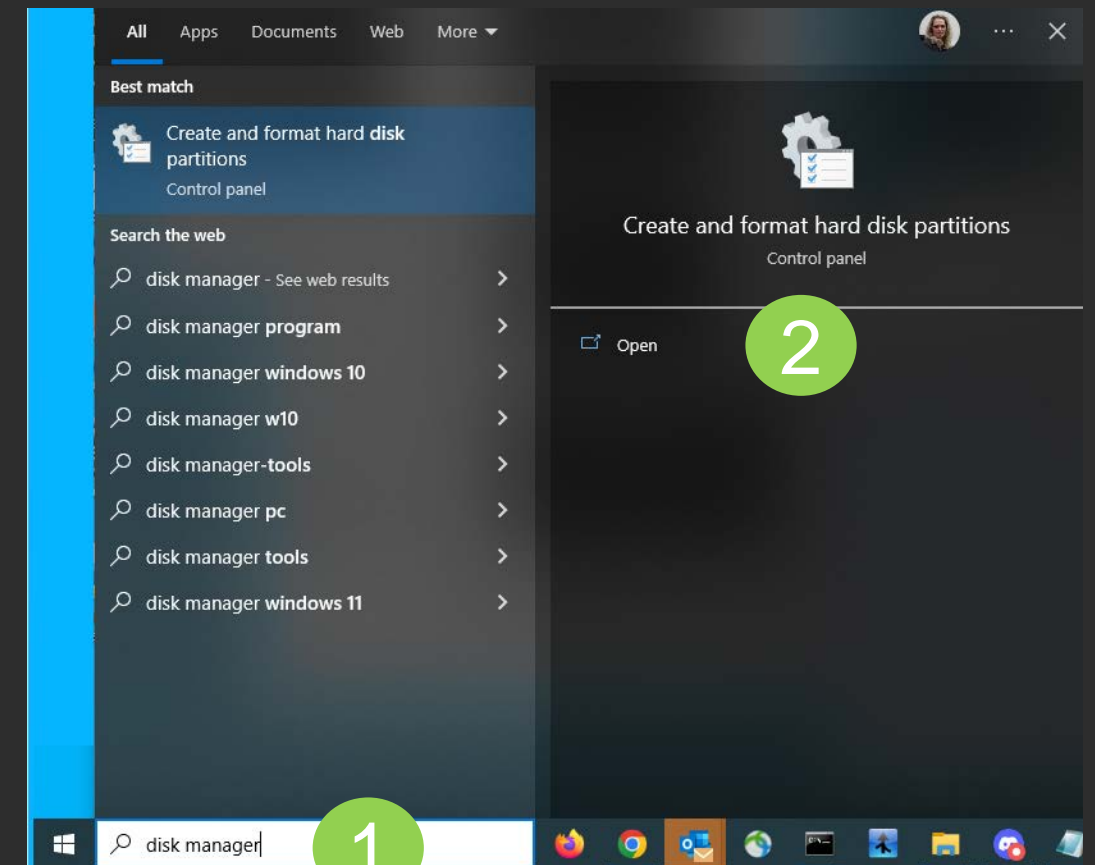 All Apps Documents Web More
Best match
Create and format hard disk
partitions
Control panel
Search the web
disk manager - See web results
disk manager program
disk manager windows 10
disk manager w10
disk manager-tools
disk manager pc
disk manager tools
disk manager windows 11
Create and format hard disk partitions
Control panel
Open
2
disk manager
1